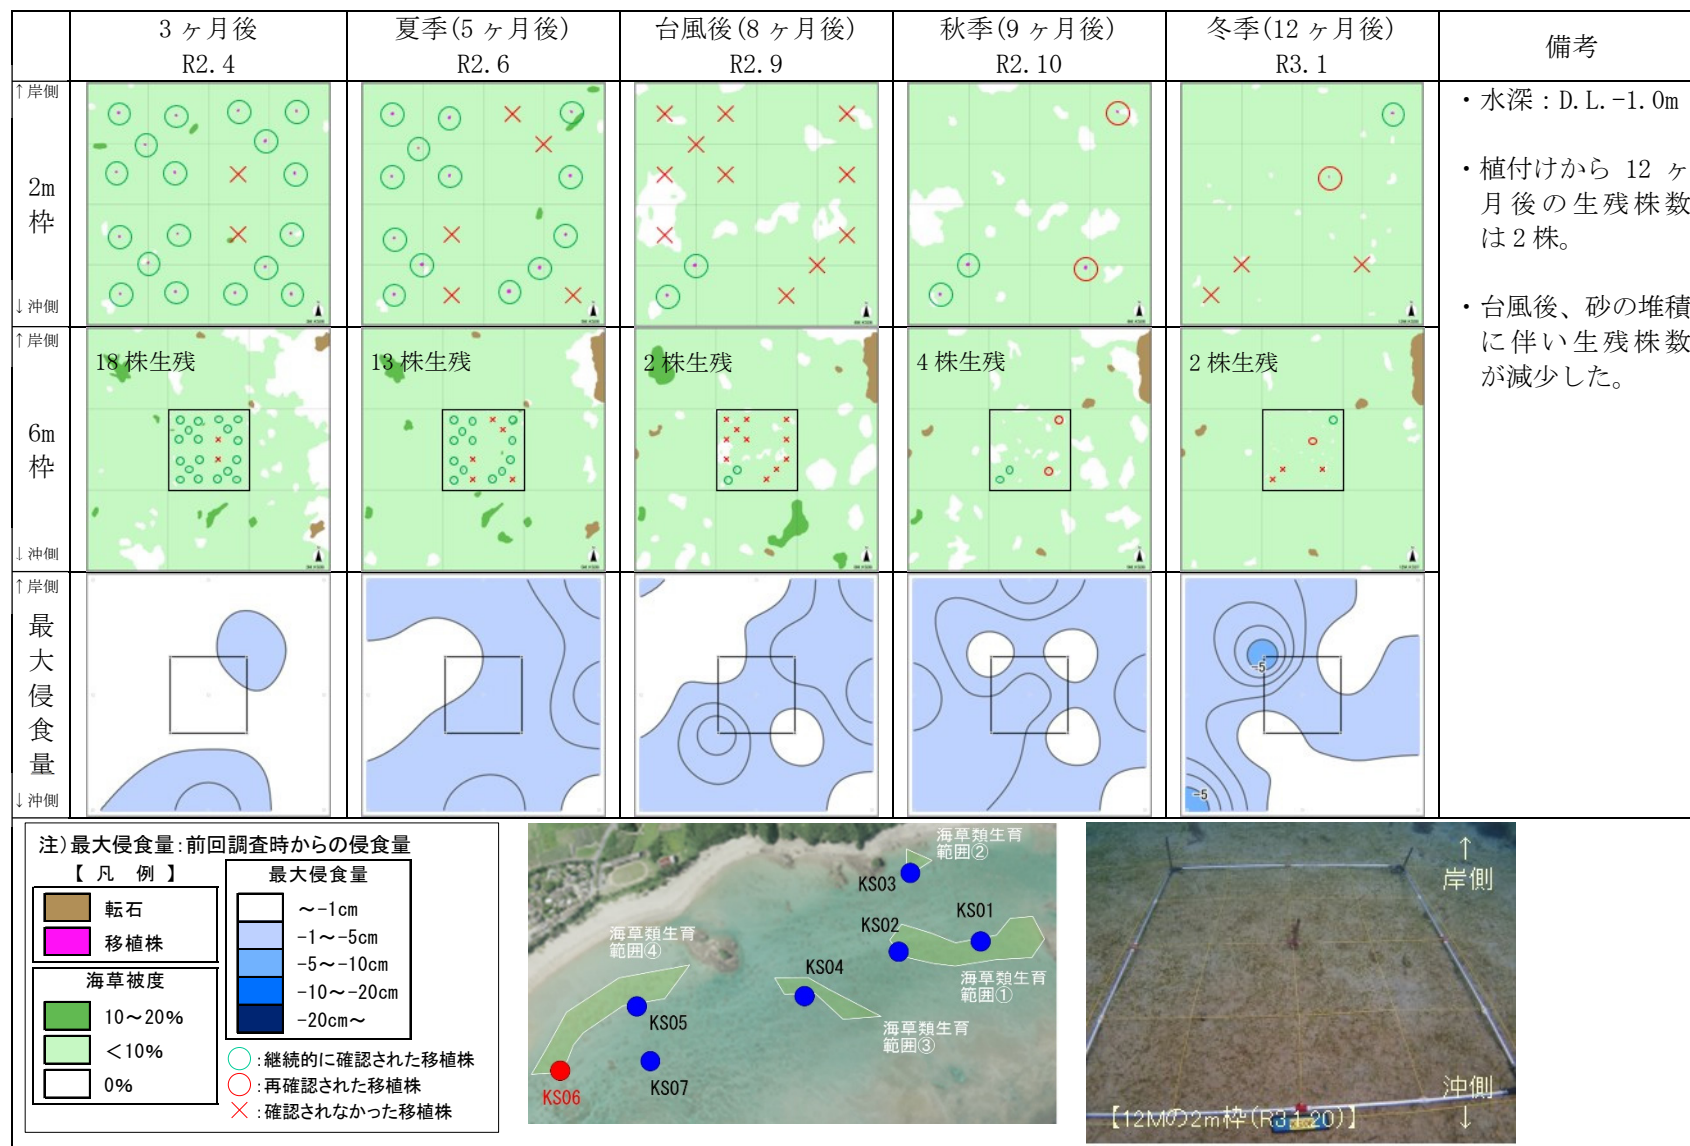 3 ヶ月後
R2.4
夏季(5 ヶ月後)
R2.6
台風後(8 ヶ月後)
R2.9
秋季(9 ヶ月後)
R2.10
冬季(12 ヶ月後)
R3.1
備考
↑岸側
2m
枠
↓沖側
・水深：D.L.-1.0m
・植付けから 12 ヶ
月後の生残株数
は 2 株。
・台風後、砂の堆積
に伴い生残株数
が減少した。
↑岸側
6m
枠
↓沖側
18 株生残
13 株生残
2 株生残
4 株生残
2 株生残
↑岸側
最
大
侵
食
量
↓沖側
-5
-5
注)最大侵食量：前回調査時からの侵食量
【 凡 例 】
転石
移植株
海草被度
10～20%
＜10%
0%
最大侵食量
～-1cm
-1～-5cm
-5～-10cm
-10～-20cm
-20cm～
○：継続的に確認された移植株
○：再確認された移植株
×：確認されなかった移植株
海草類生育
範囲②
KS03
KS01
KS02
海草類生育
範囲④
KS04
海草類生育
範囲①
KS05
海草類生育
範囲③
KS06
KS07
↑
岸側
沖側
↓
【12Mの2m枠(R3.1.20)】